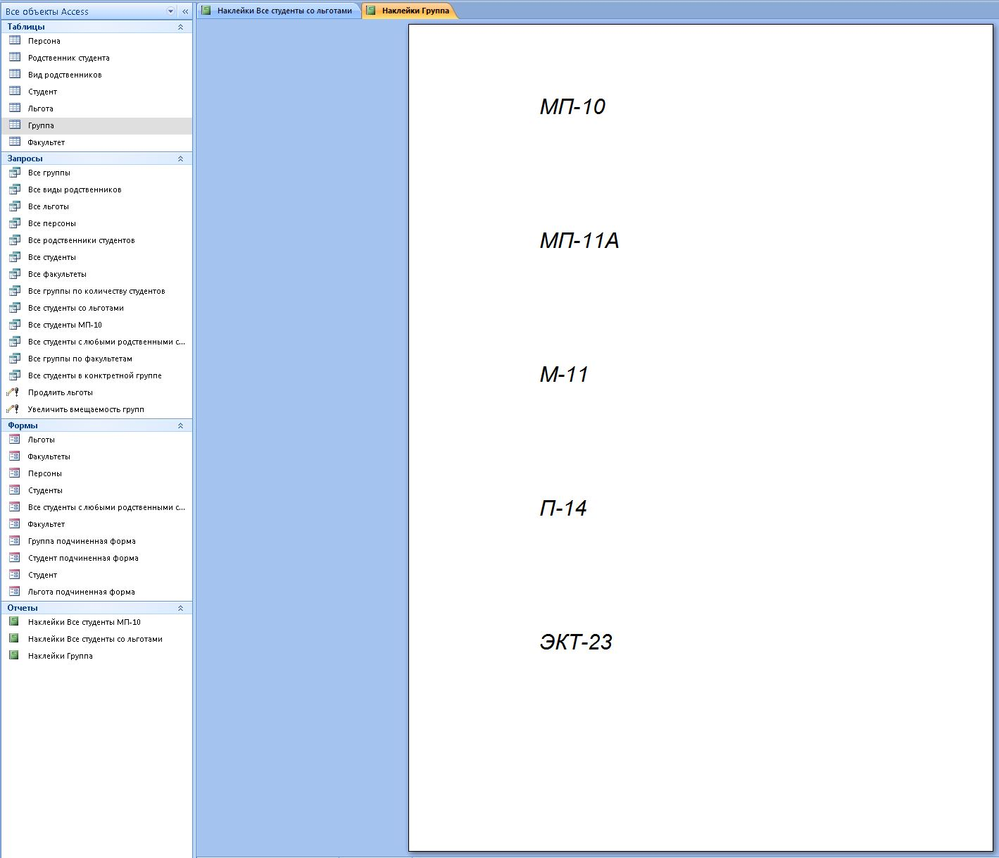 Все объекты Access
Таблицы
Персона
Родственник студента
Вид родственников
Студент
Льгота
Группа
Факультет
Запросы
Все группы
Все виды родственников
Все льготы
Все персоны
Все родственники студентов
Все студенты
Все факультеты
Все группы по количеству студентов
Все студенты со льготами
Все студенты МП-10
Все студенты с любыми родственными с...
Все группы по факультетам
Все студенты в конктретной группе
Продлить льготы
Увеличить вмещаемость групп
Формы
Льготы
Факультеты
Персоны
Студенты
Все студенты с любыми родственными с...
Факультет
Группа подчиненная форма
Студент подчиненная форма
Студент
Льгота подчиненная форма
Отчеты
Наклейки Все студенты МП-10
Наклейки Все студенты со льготами
Наклейки Группа
Наклейки Все студенты со льготами
Наклейки Группа
МП-10
МП-11А
М-11
П-14
ЭКТ-23